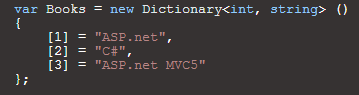 var Books = new Dictionary<int, string> ()
{
    [1] = "ASP.net",
    [2] = "C#",
    [3] = "ASP.net MVC5"
};